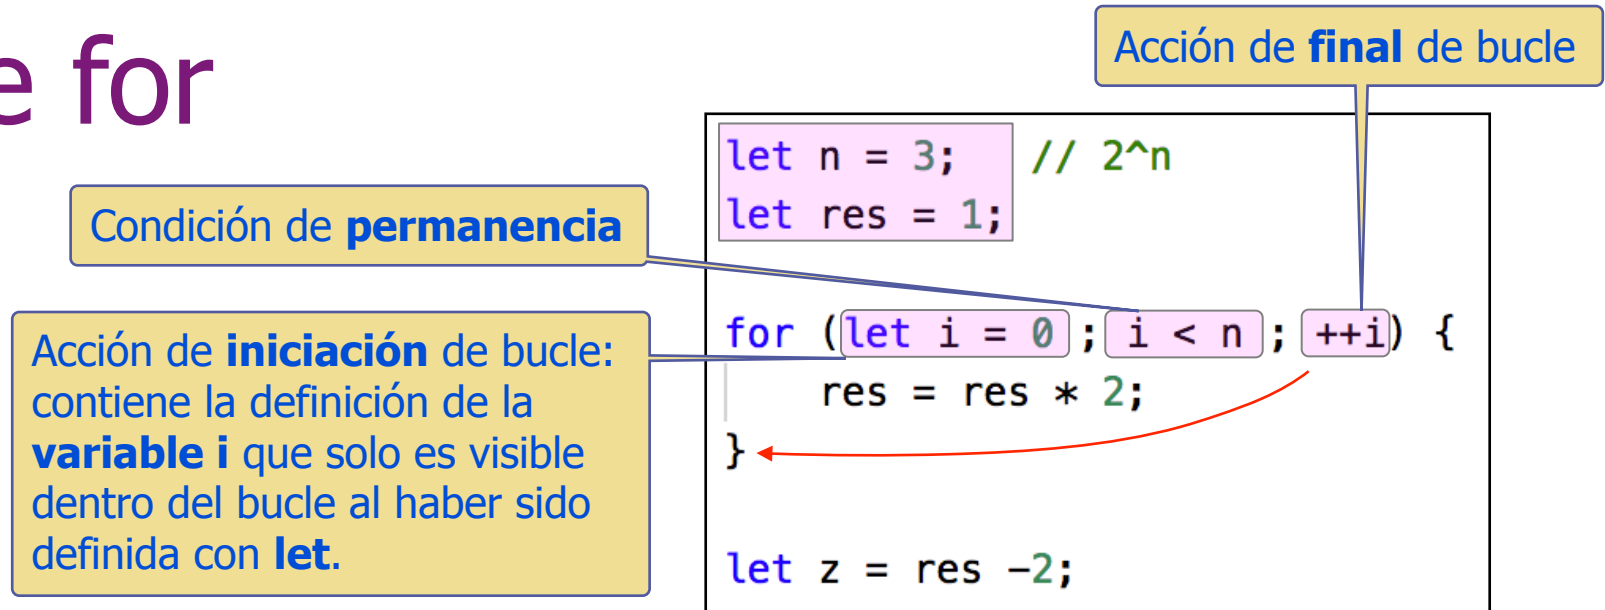 e for
Acción de final de bucle
let n = 3; // 2^n
let res = 1;
Condición de permanencia
for (let i = 0 ; i < n ; ++i) {
Acción de iniciación de bucle:
contiene la definición de la
variable i que solo es visible
dentro del bucle al haber sido
definida con let.
res = res * 2;
}
let z = res -2;